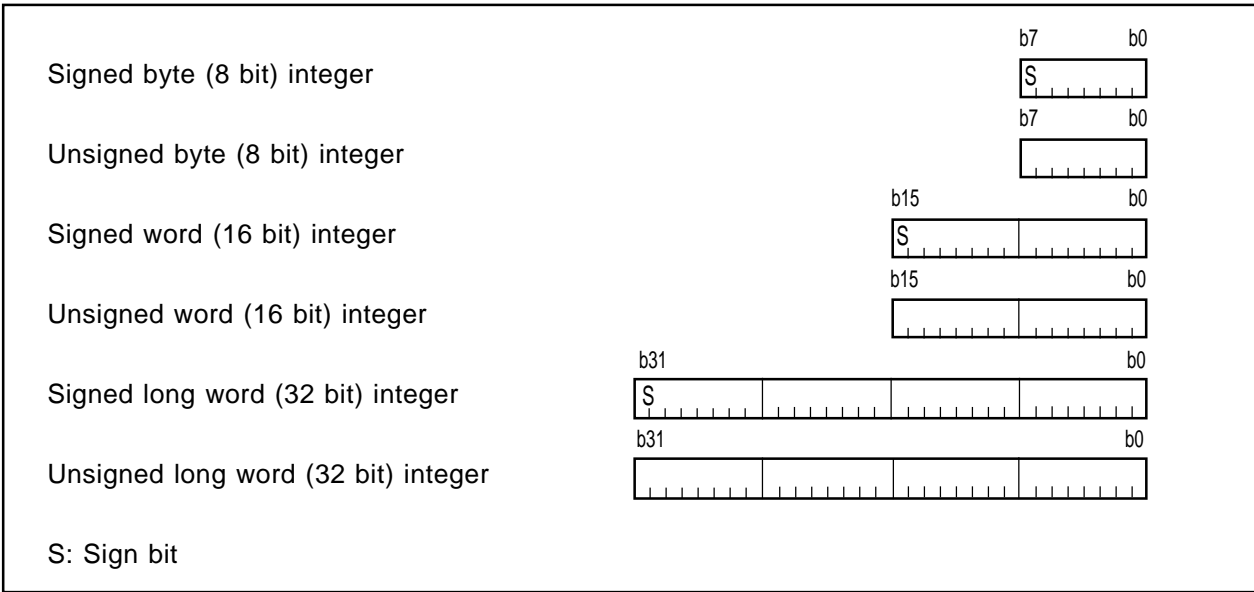 b7 b0
Signed byte (8 bit) integer
S
b7 b0
Unsigned byte (8 bit) integer
b15 b0
Signed word (16 bit) integer
S
b15 b0
Unsigned word (16 bit) integer
b31 b0
Signed long word (32 bit) integer
S
b31 b0
Unsigned long word (32 bit) integer
S: Sign bit